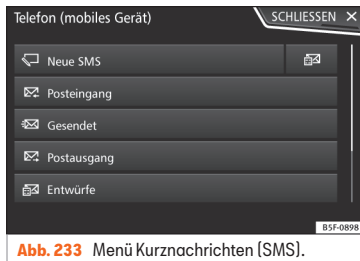 Telefon (mobiles Gerät) SCHLIESSEN ✕
Neue SMS
Posteingang
Gesendet
Postausgang
Entwürfe
B5F-0898
Abb. 233 Menü Kurznachrichten (SMS).